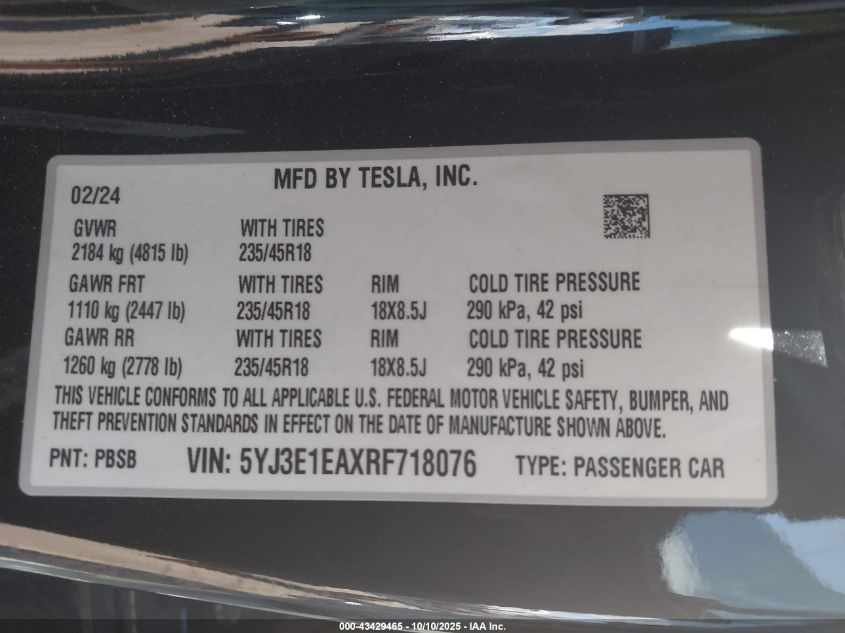 MFD BY TESLA, INC.
02/24
GVWR WITH TIRES
2184 kg (4815 lb) 235/45R18
GAWR FRT WITH TIRES RIM COLD TIRE PRESSURE
1110 kg (2447 lb) 235/45R18 18X8.5J 290 kPa, 42 psi
GAWR RR WITH TIRES RIM COLD TIRE PRESSURE
1260 kg (2778 lb) 235/45R18 18X8.5J 290 kPa, 42 psi
THIS VEHICLE CONFORMS TO ALL APPLICABLE U.S. FEDERAL MOTOR VEHICLE SAFETY, BUMPER, AND
THEFT PREVENTION STANDARDS IN EFFECT ON THE DATE OF MANUFACTURE SHOWN ABOVE.
PNT: PBSB VIN: 5YJ3E1EAXRF718076 TYPE: PASSENGER CAR
000-43429465 - 10/10/2025 - IAA Inc.